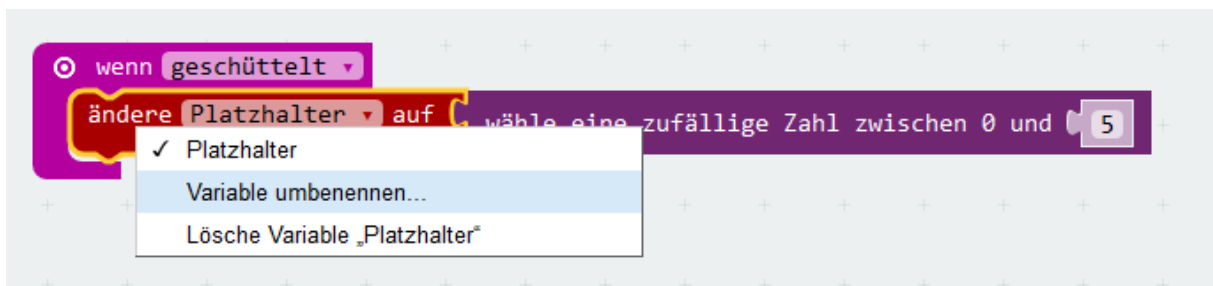 wenn geschüttelt
ändere Platzhalter auf wähle eine zufällige Zahl zwischen 0 und 5
✓ Platzhalter
Variable umbenennen...
Lösche Variable „Platzhalter“